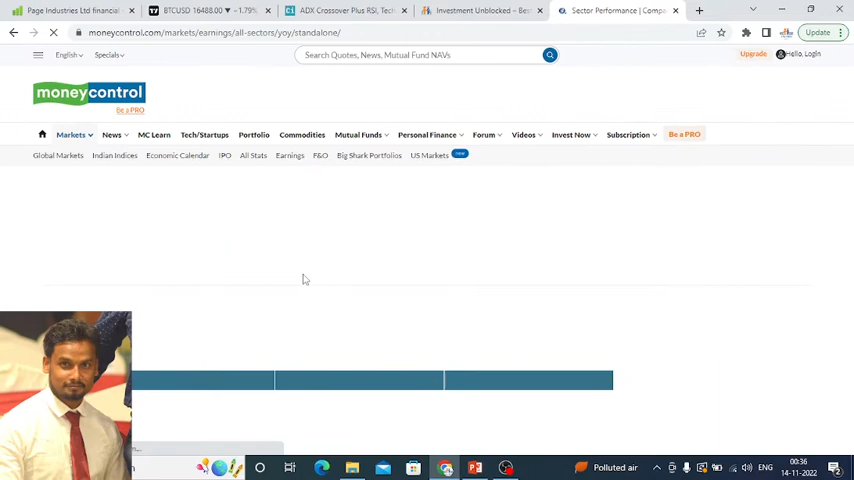 Page Industries Ltd financial
BTCUSD 16488.00 ▼ −1.79%
ADX Crossover Plus RSI, Tech
Investment Unblocked – Bes
Sector Performance | Compa
moneycontrol.com/markets/earnings/all-sectors/yoy/standalone/
Update
English
Specials
Search Quotes, News, Mutual Fund NAVs
Upgrade
Hello, Login
moneycontrol
Be a PRO
Markets
News
MC Learn
Tech/Startups
Portfolio
Commodities
Mutual Funds
Personal Finance
Forum
Videos
Invest Now
Subscription
Be a PRO
Global Markets
Indian Indices
Economic Calendar
IPO
All Stats
Earnings
F&O
Big Shark Portfolios
US Markets
new
Polluted air
ENG
00:36
14-11-2022
2